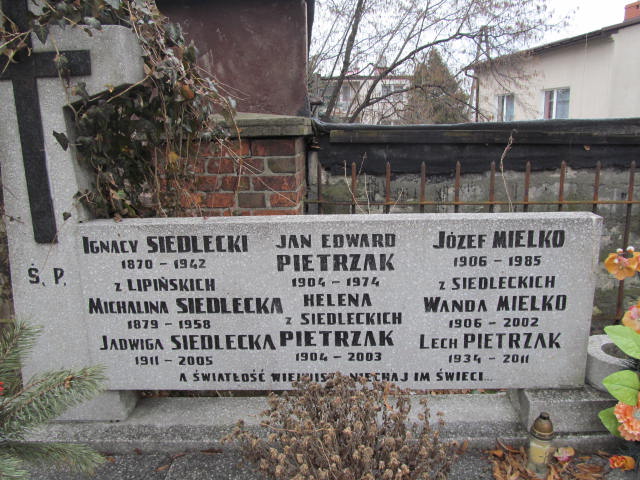 Ś. P.
IGNACY SIEDLECKI
1870 - 1942
Z LIPIŃSKICH
MICHALINA SIEDLECKA
1879 - 1958
JADWIGA SIEDLECKA
1911 - 2005
JAN EDWARD
PIETRZAK
1904 - 1974
HELENA
Z SIEDLECKICH
PIETRZAK
1904 - 2003
JÓZEF MIELKO
1906 - 1985
Z SIEDLECKICH
WANDA MIELKO
1906 - 2002
LECH PIETRZAK
1934 - 2011
A ŚWIATŁOŚĆ WIEKUISTA NIECHAJ IM ŚWIECI...